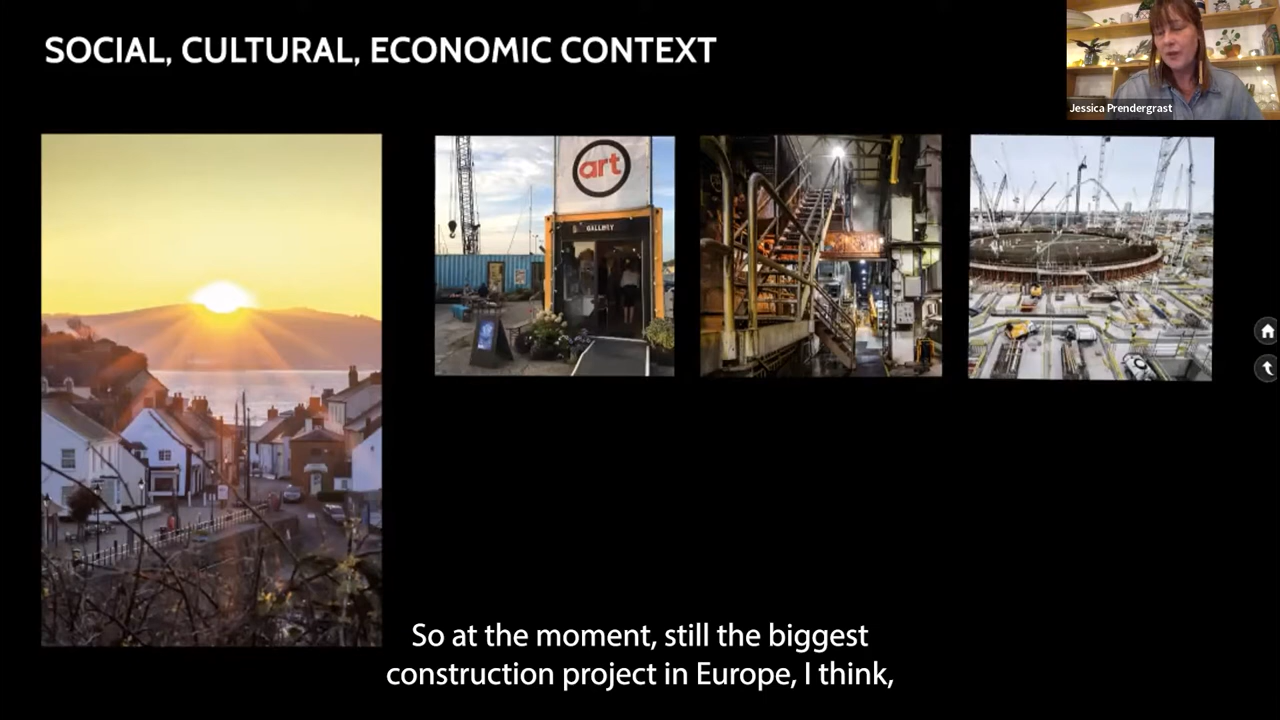 SOCIAL, CULTURAL, ECONOMIC CONTEXT
Jessica Prendergrast
art
GALLERY
So at the moment, still the biggest
construction project in Europe, I think,